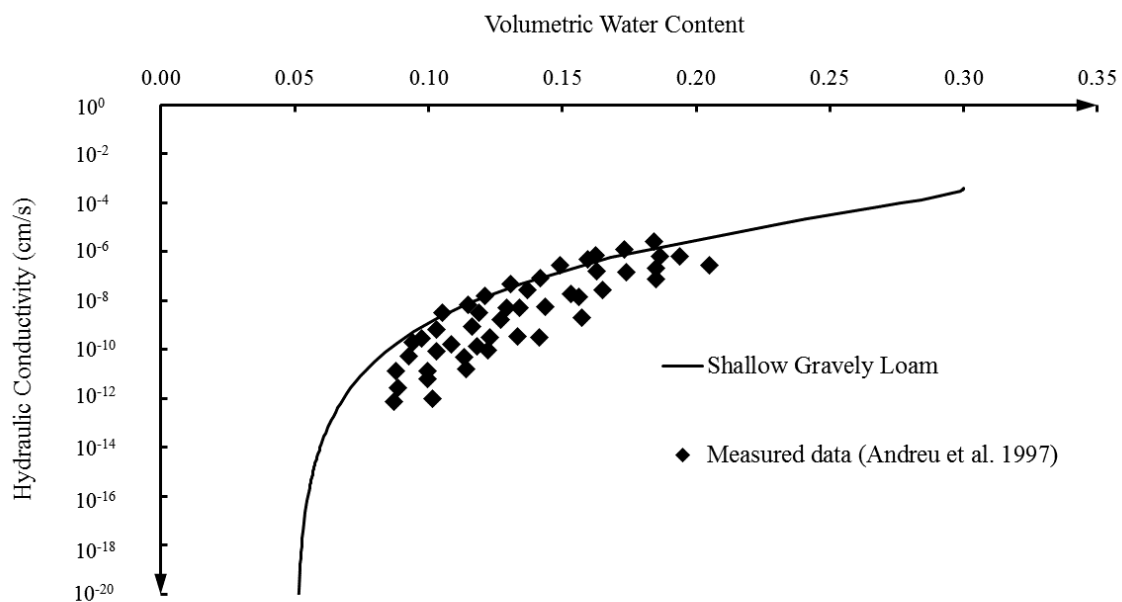 Volumetric Water Content
0.00 0.05 0.10 0.15 0.20 0.25 0.30 0.35
10⁰
10⁻²
10⁻⁴
10⁻⁶
10⁻⁸
10⁻¹⁰
10⁻¹²
10⁻¹⁴
10⁻¹⁶
10⁻¹⁸
10⁻²⁰
Hydraulic Conductivity (cm/s)
Shallow Gravely Loam
Measured data (Andreu et al. 1997)